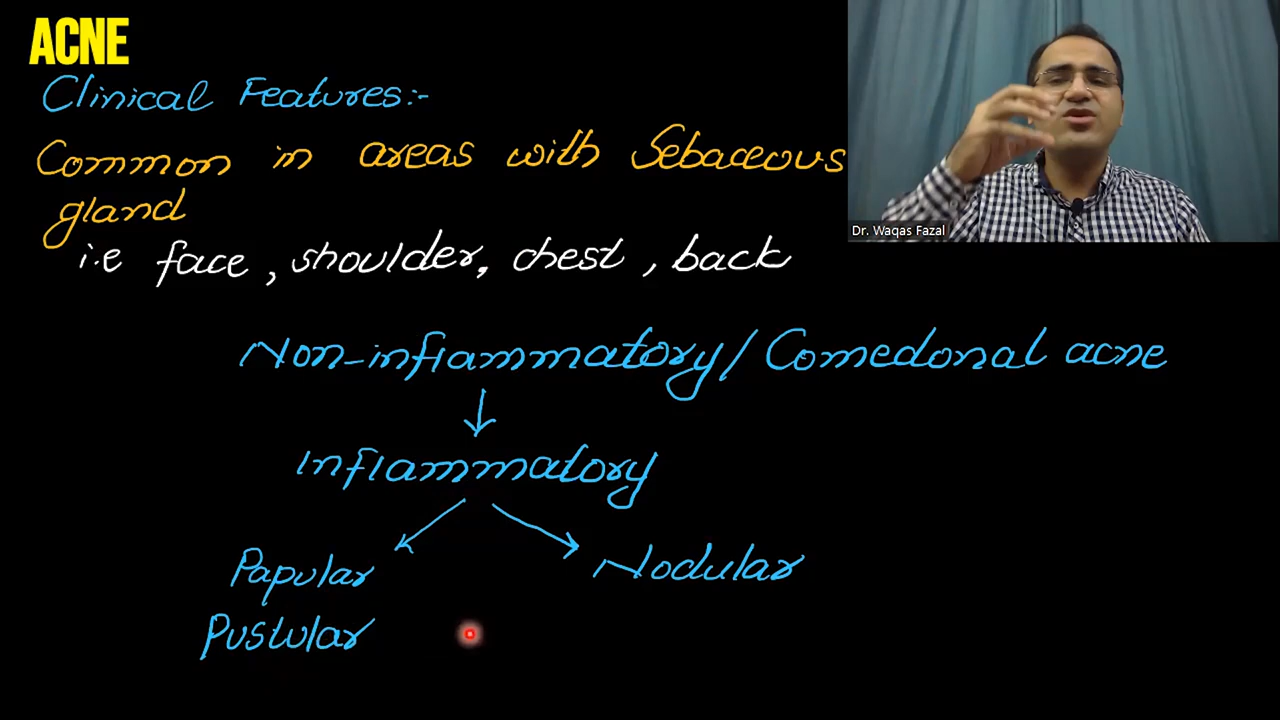 ACNE
Clinical Features:-
Common in areas with Sebaceous
gland
i.e face, shoulder, chest, back
Dr. Waqas Fazal
Non-inflammatory/Comedonal acne
Inflammatory
Papular Nodular
Pustular